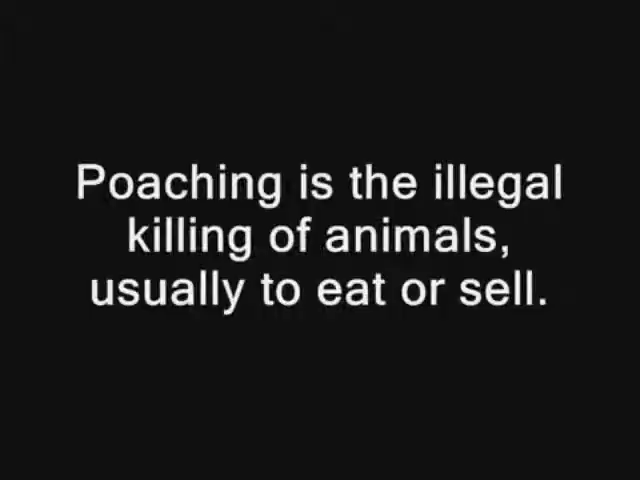 Poaching is the illegal
killing of animals,
usually to eat or sell.